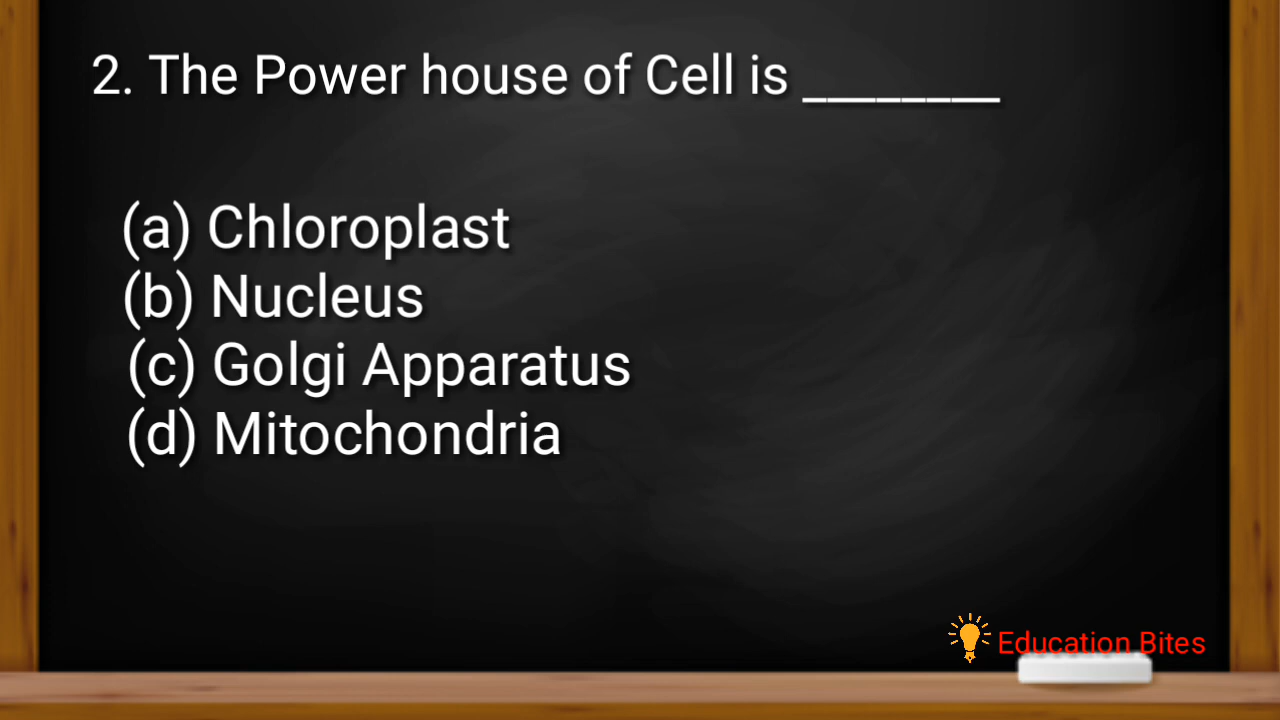 2. The Power house of Cell is ________
(a) Chloroplast
(b) Nucleus
(c) Golgi Apparatus
(d) Mitochondria
Education Bites